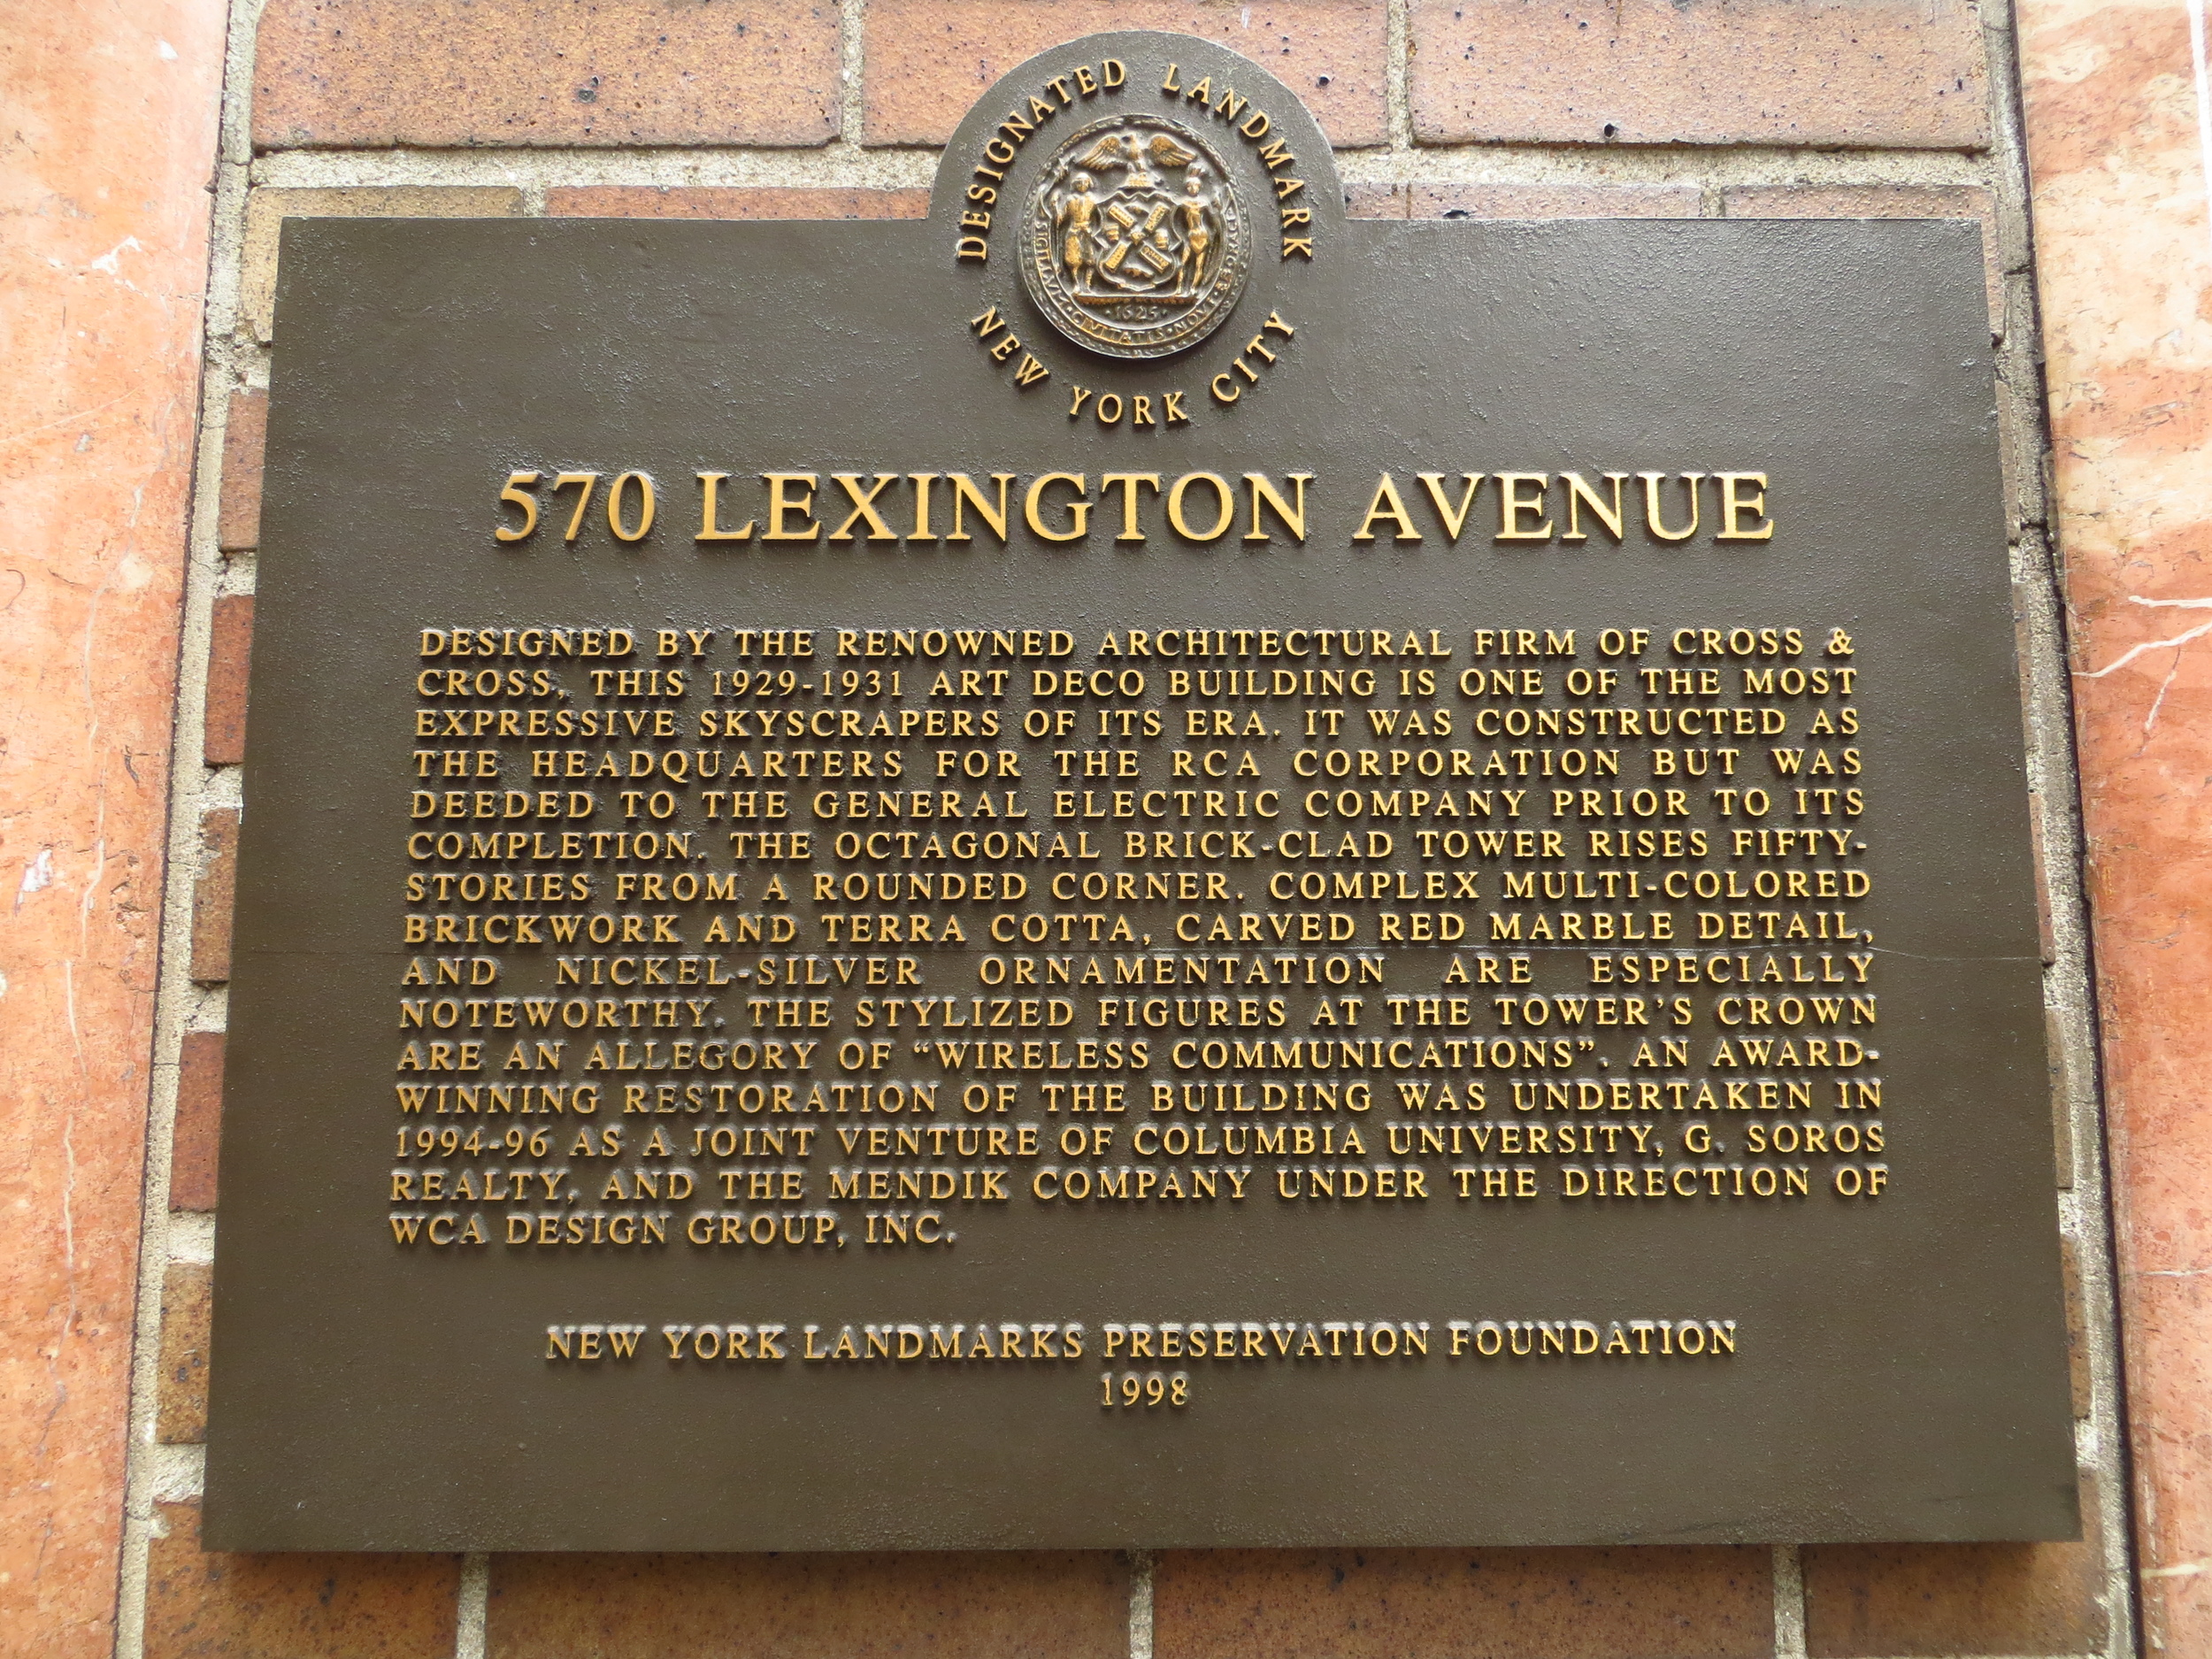 DESIGNATED LANDMARK
SIGILLVM · CIVITATIS · NOVI
·1625·
NEW YORK CITY
570 LEXINGTON AVENUE
DESIGNED BY THE RENOWNED ARCHITECTURAL FIRM OF CROSS &
CROSS, THIS 1929-1931 ART DECO BUILDING IS ONE OF THE MOST
EXPRESSIVE SKYSCRAPERS OF ITS ERA. IT WAS CONSTRUCTED AS
THE HEADQUARTERS FOR THE RCA CORPORATION BUT WAS
DEEDED TO THE GENERAL ELECTRIC COMPANY PRIOR TO ITS
COMPLETION. THE OCTAGONAL BRICK-CLAD TOWER RISES FIFTY-
STORIES FROM A ROUNDED CORNER. COMPLEX MULTI-COLORED
BRICKWORK AND TERRA COTTA, CARVED RED MARBLE DETAIL,
AND NICKEL-SILVER ORNAMENTATION ARE ESPECIALLY
NOTEWORTHY. THE STYLIZED FIGURES AT THE TOWER'S CROWN
ARE AN ALLEGORY OF “WIRELESS COMMUNICATIONS”. AN AWARD-
WINNING RESTORATION OF THE BUILDING WAS UNDERTAKEN IN
1994-96 AS A JOINT VENTURE OF COLUMBIA UNIVERSITY, G. SOROS
REALTY, AND THE MENDIK COMPANY UNDER THE DIRECTION OF
WCA DESIGN GROUP, INC.
NEW YORK LANDMARKS PRESERVATION FOUNDATION
1998